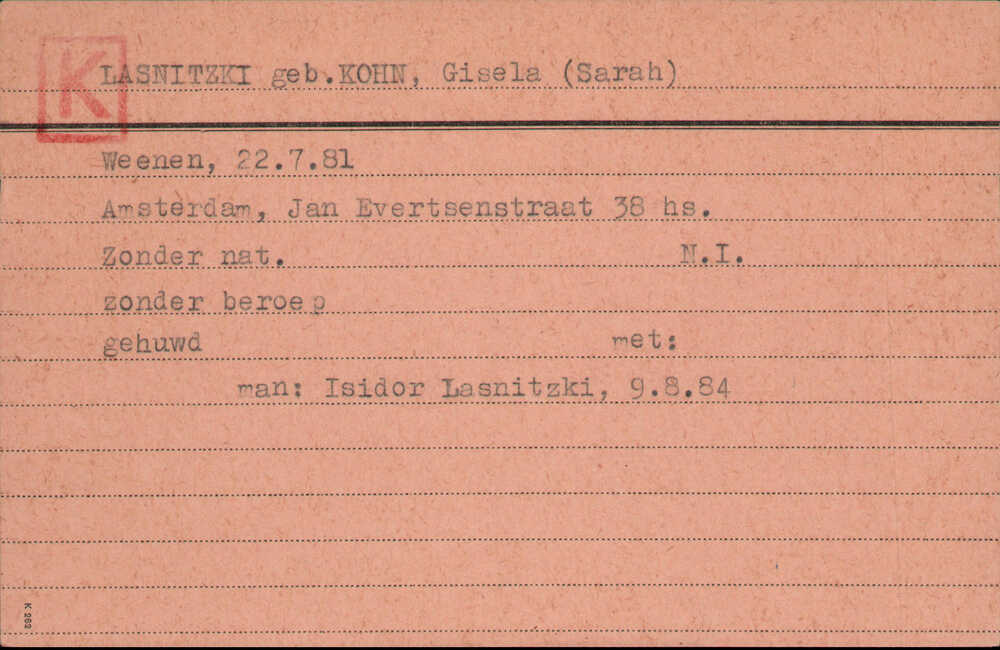 K
LASNITZKI geb.KOHN, Gisela (Sarah)
Weenen, 22.7.81
Amsterdam, Jan Evertsenstraat 38 hs.
Zonder nat. N.I.
zonder beroep
gehuwd met:
man: Isidor Lasnitzki, 9.8.84
K 262